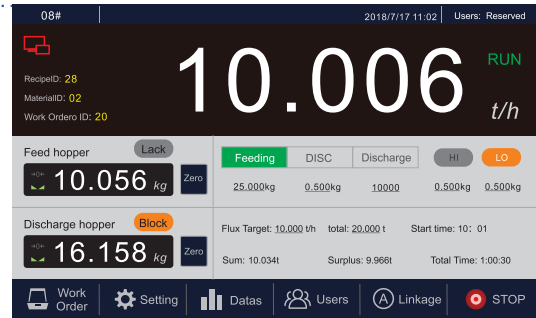 08# 2018/7/17 11:02 Users: Reserved
RecipeID: 28
MaterialID: 02
Work Ordero ID: 20
10.006
RUN
t/h
Feed hopper Lack
→0← 10.056 kg Zero
Discharge hopper Block
→0← 16.158 kg Zero
Feeding DISC Discharge HI LO
25.000kg 0.500kg 10000 0.500kg 0.500kg
Flux Target: 10.000 t/h total: 20.000 t Start time: 10: 01
Sum: 10.034t Surplus: 9.966t Total Time: 1:00:30
Work Order Setting Datas Users A Linkage STOP